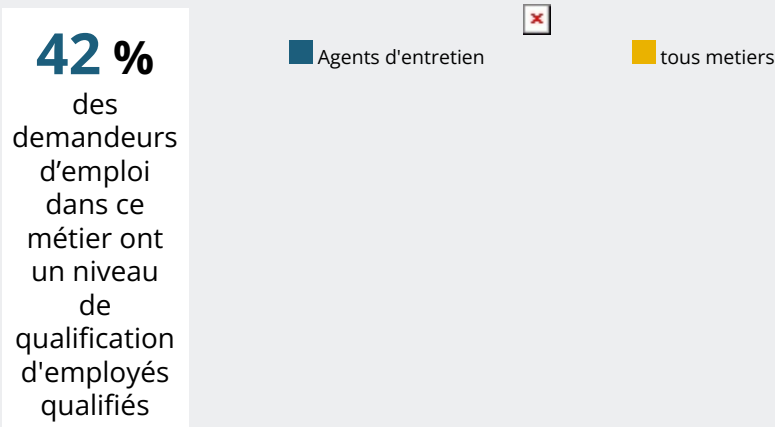 42 %
des
demandeurs
d’emploi
dans ce
métier ont
un niveau
de
qualification
d'employés
qualifiés
Agents d'entretien
tous metiers